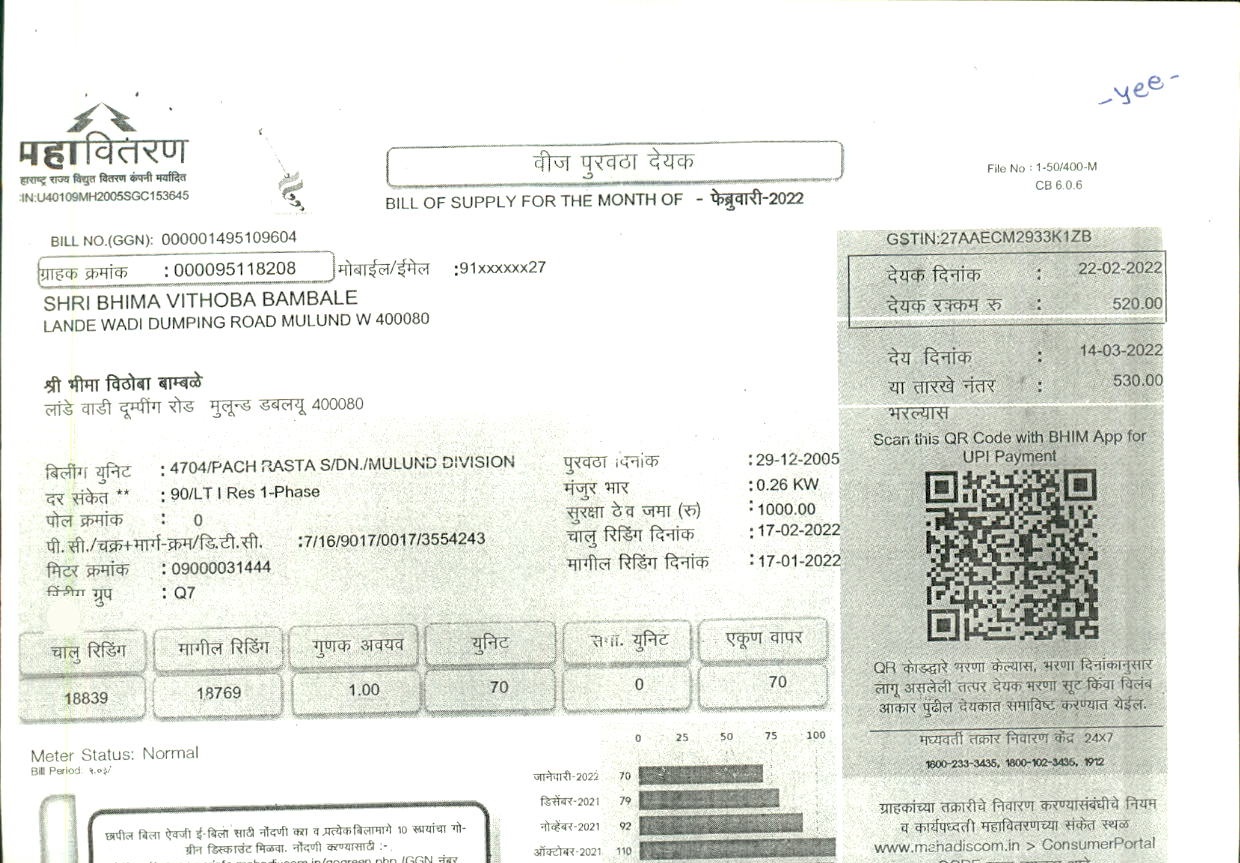 -yee-
महावितरण
हाराष्ट्र राज्य विद्युत वितरण कंपनी मर्यादित
:IN:U40109MH2005SGC153645
वीज पुरवठा देयक
BILL OF SUPPLY FOR THE MONTH OF - फेब्रुवारी-2022
File No : 1-50/400-M
CB 6.0.6
BILL NO.(GGN): 000001495109604
ग्राहक क्रमांक :000095118208 मोबाईल/ईमेल :91xxxxxx27
SHRI BHIMA VITHOBA BAMBALE
LANDE WADI DUMPING ROAD MULUND W 400080
श्री भीमा विठोबा बाम्बळे
लांडे वाडी दूम्पींग रोड मुलून्ड डबलयू 400080
GSTIN:27AAECM2933K1ZB
देयक दिनांक : 22-02-2022
देयक रक्कम रु : 520.00
देय दिनांक : 14-03-2022
या तारखे नंतर : 530.00
भरल्यास
Scan this QR Code with BHIM App for
UPI Payment
बिलींग युनिट : 4704/PACH RASTA S/DN./MULUND DIVISION
दर संकेत ** : 90/LT I Res 1-Phase
पोल क्रमांक : 0
पी.सी./चक्र+मार्ग-क्रम/डि.टी.सी. :7/16/9017/0017/3554243
मिटर क्रमांक : 09000031444
ग्रुप : Q7
पुरवठा दिनांक :29-12-2005
मंजुर भार :0.26 KW
सुरक्षा ठेव जमा (रु) :1000.00
चालु रिडिंग दिनांक :17-02-2022
मागील रिडिंग दिनांक :17-01-2022
चालु रिडिंग मागील रिडिंग गुणक अवयव युनिट समा. युनिट एकूण वापर
18839 18769 1.00 70 0 70
QR कोडद्वारे भरणा केल्यास, भरणा दिनांकानुसार
लागू असलेली तत्पर देयक भरणा सूट किंवा विलंब
आकार पुढील देयकात समाविष्ट करण्यात येईल.
मध्यवर्ती तक्रार निवारण केंद्र 24X7
1800-233-3435, 1800-102-3435, 1912
Meter Status: Normal
Bill Period: १.०३/
0 25 50 75 100
जानेवारी-2022 70
डिसेंबर-2021 79
नोव्हेंबर-2021 92
ऑक्टोबर-2021 110
छापील बिला ऐवजी ई-बिला साठी नोंदणी करा व प्रत्येकबिलामागे 10 रुपयांचा गो-
ग्रीन डिस्काउंट मिळवा. नोंदणी करण्यासाठी :-
ग्राहकांच्या तक्रारीचे निवारण करण्यासंबंधीचे नियम
व कार्यपध्दती महावितरणच्या संकेत स्थळ
www.mahadiscom.in > ConsumerPortal